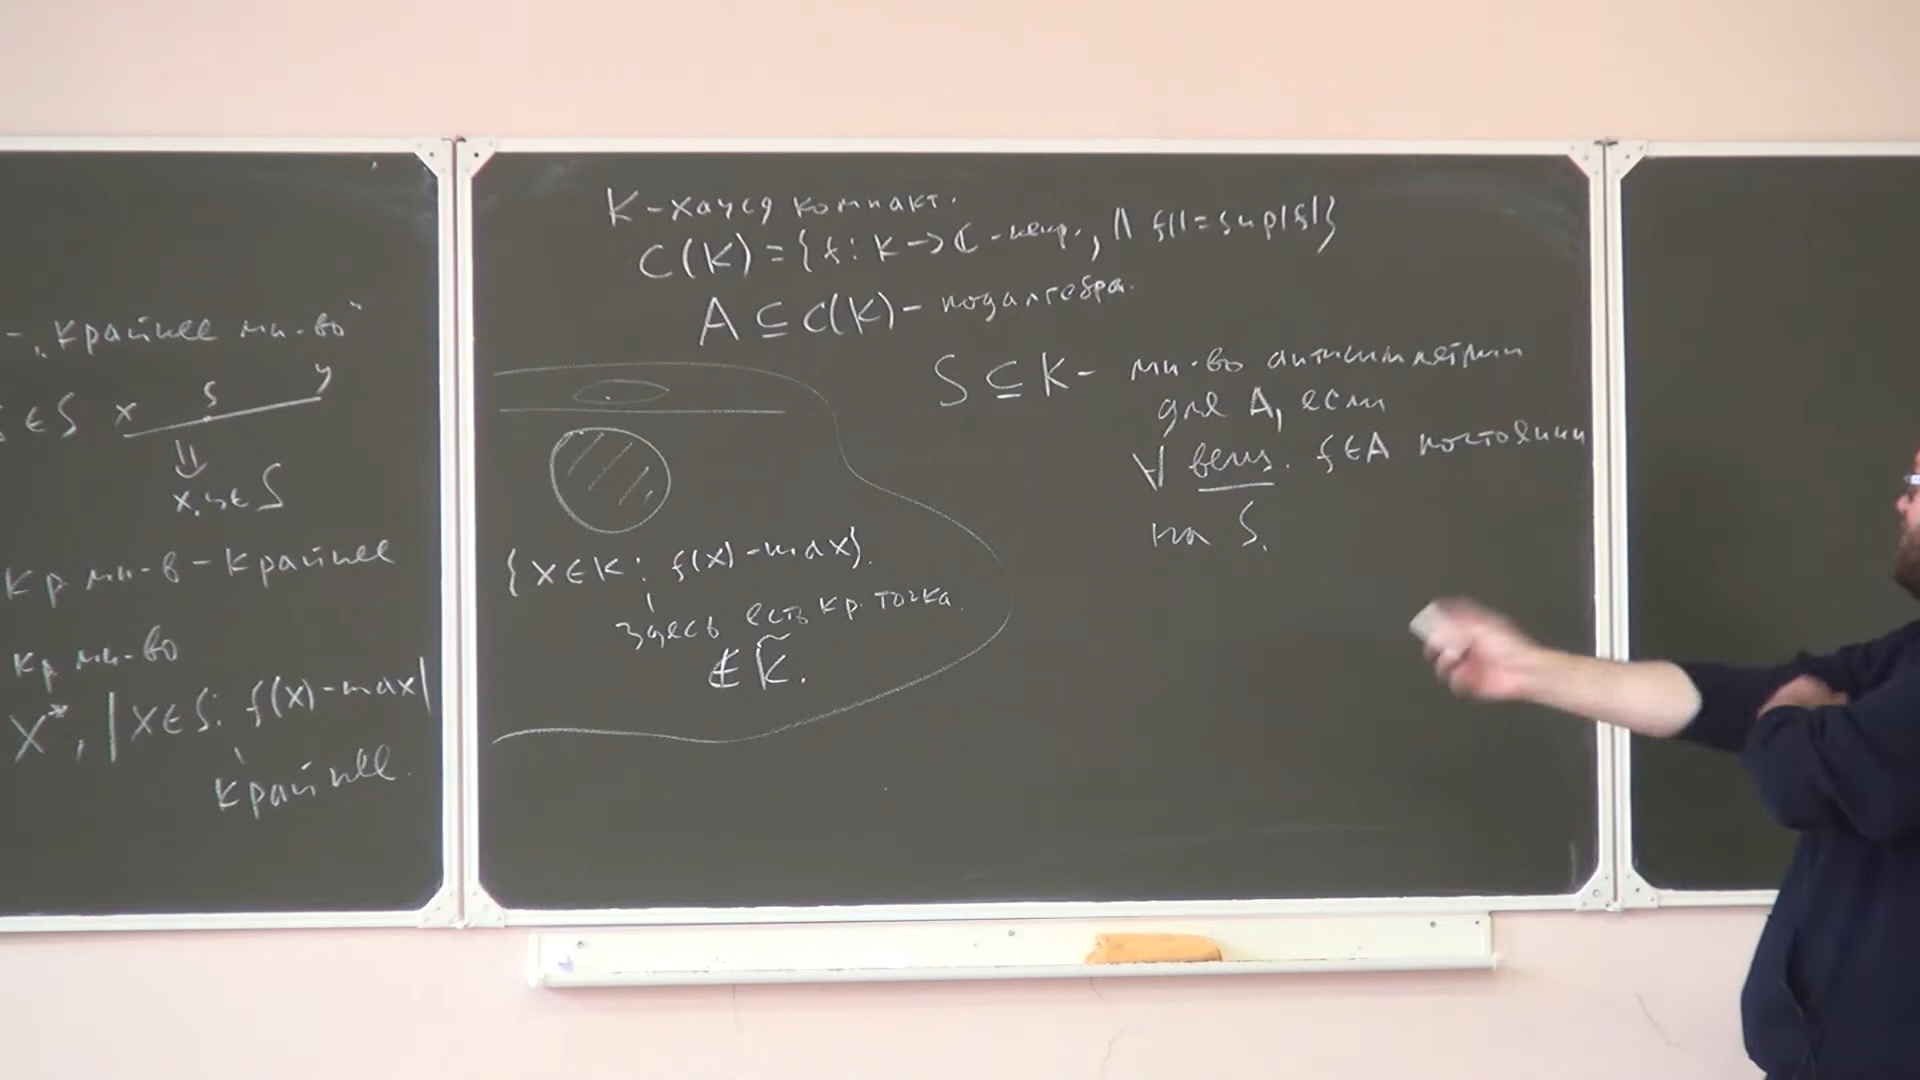 – „Крайнее мн-во“
∈ S x s y
⇓
x, y ∈ S
Кр мн-в – Крайнее
Кр мн-во
X*, {x ∈ S: f(x) – max}
Крайнее.
K – хаусд компакт.
C(K) = {f: K → ℂ – непр., ||f|| = sup|f|}
A ⊆ C(K) – подалгебра.
S ⊆ K – мн-во антисимметрии
для A, если
∀ вещ. f ∈ A постоянна
на S.
{x ∈ K: f(x) – max}.
здесь есть кр. точка.
∉ K̃.